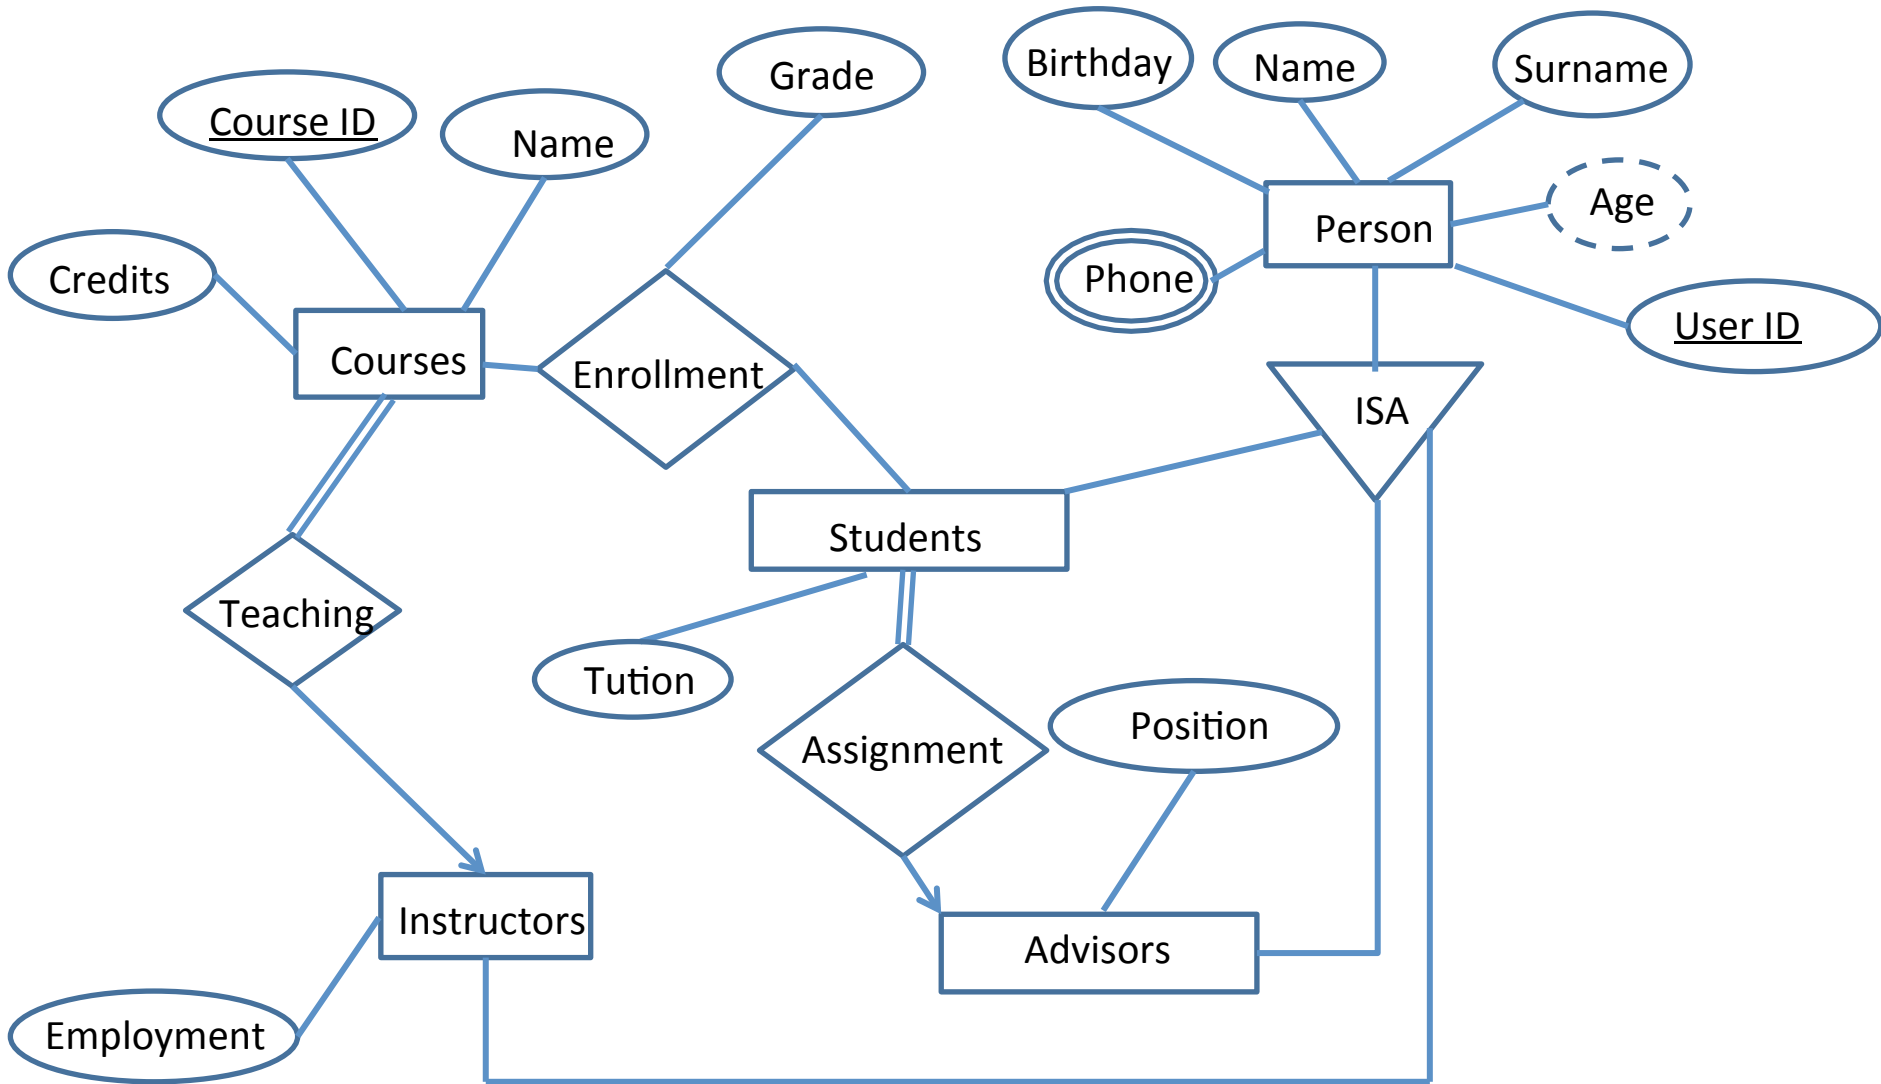 Birthday
Name
Surname
Grade
Course ID
Name
Age
Person
Credits
Phone
User ID
Courses
Enrollment
ISA
Students
Teaching
Tution
Position
Assignment
Instructors
Advisors
Employment